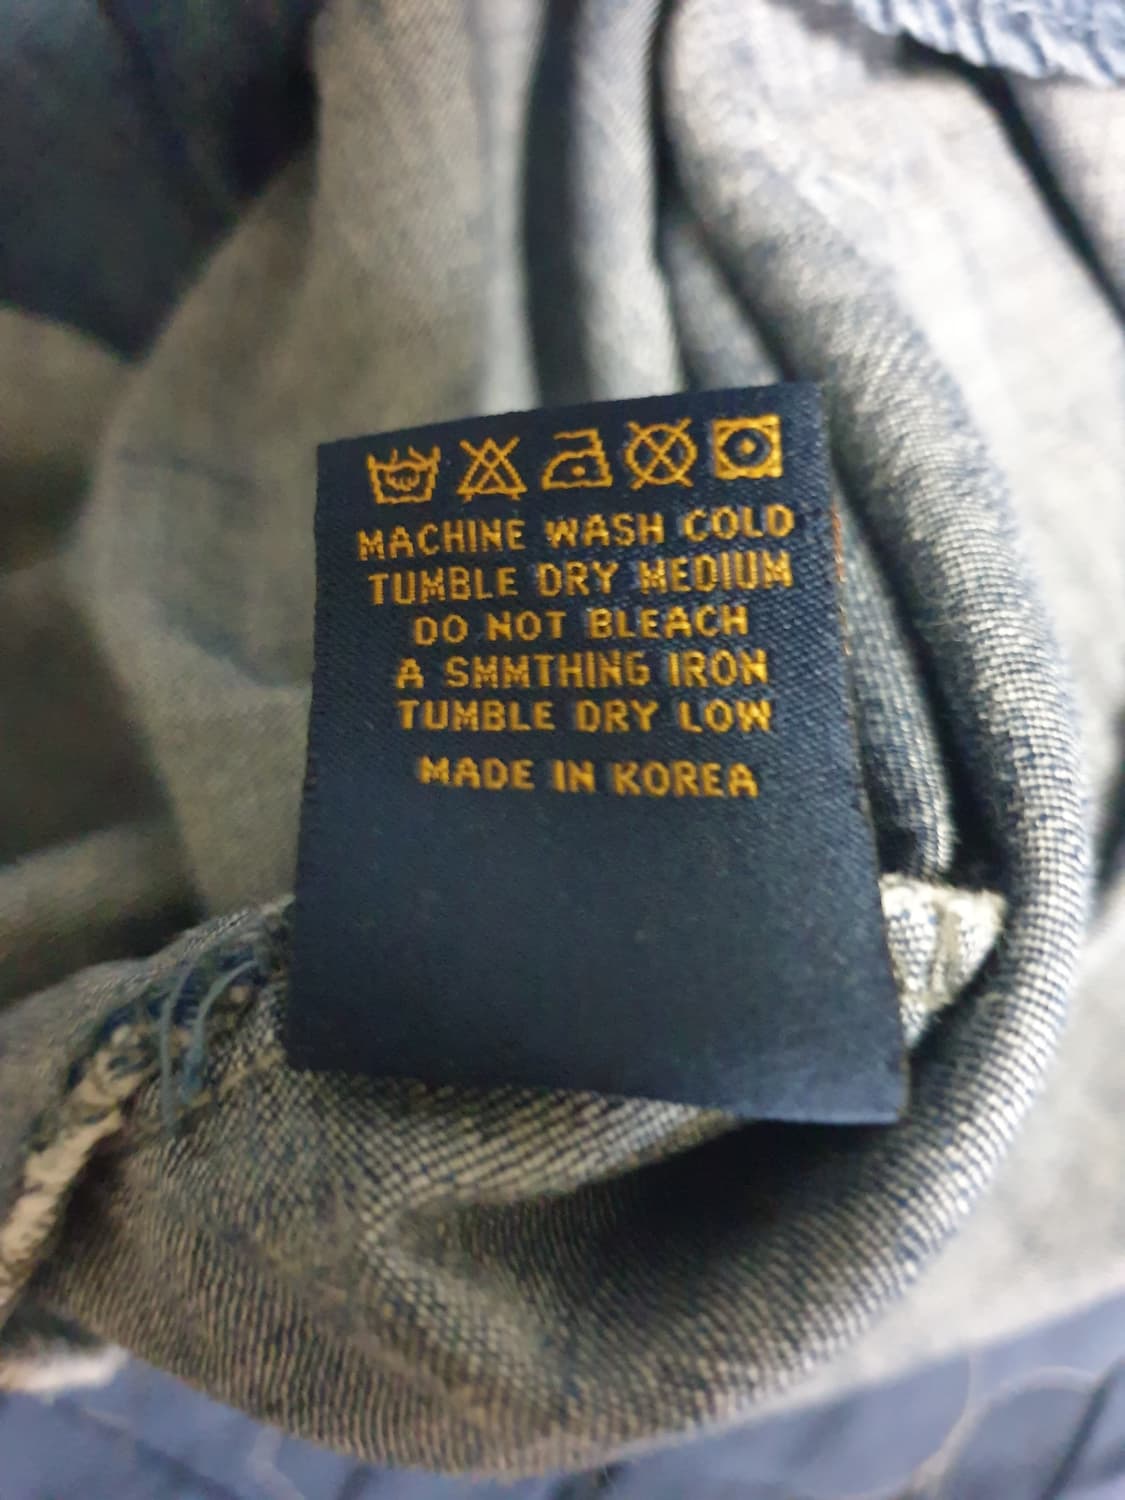 MACHINE WASH COLD
TUMBLE DRY MEDIUM
DO NOT BLEACH
A SMMTHING IRON
TUMBLE DRY LOW
MADE IN KOREA